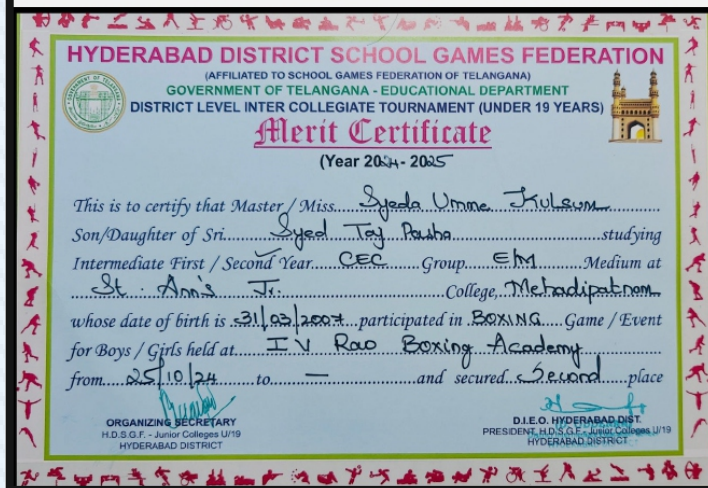 HYDERABAD DISTRICT SCHOOL GAMES FEDERATION
(AFFILIATED TO SCHOOL GAMES FEDERATION OF TELANGANA)
GOVERNMENT OF TELANGANA - EDUCATIONAL DEPARTMENT
DISTRICT LEVEL INTER COLLEGIATE TOURNAMENT (UNDER 19 YEARS)
Merit Certificate
(Year 2024-2025
This is to certify that Master / Miss.... Syeda Umme Kulsum
Son/Daughter of Sri.... Syed Taj Pasha ....studying
Intermediate First / Second Year.... CEC ....Group.... E/M ....Medium at
St. Ann's Jr. ....College, Mehadipatnam
whose date of birth is 31/03/2007 ....participated in BOXING ....Game / Event
for Boys / Girls held at.... I V Rao Boxing Academy
from.... 25/10/24 ....to.... — ....and secured.... Second ....place
ORGANIZING SECRETARY
H.D.S.G.F. - Junior Colleges U/19
HYDERABAD DISTRICT
D.I.E.O. HYDERABAD DIST.
PRESIDENT, H.D.S.G.F. - Junior Colleges U/19
HYDERABAD DISTRICT